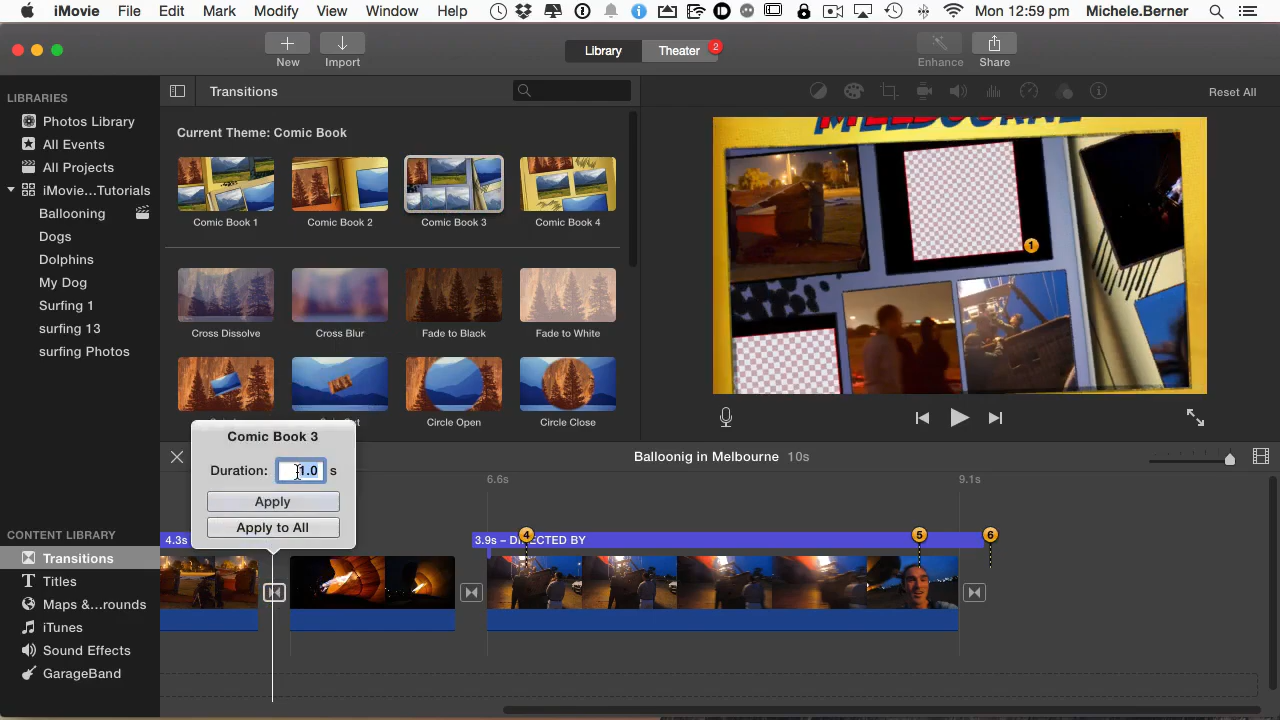 iMovie File Edit Mark Modify View Window Help Mon 12:59 pm Michele.Berner
New Import Library Theater 2 Enhance Share
LIBRARIES
Photos Library
All Events
All Projects
iMovie...Tutorials
Ballooning
Dogs
Dolphins
My Dog
Surfing 1
surfing 13
surfing Photos
CONTENT LIBRARY
Transitions
Titles
Maps &...rounds
iTunes
Sound Effects
GarageBand
Transitions
Current Theme: Comic Book
Comic Book 1 Comic Book 2 Comic Book 3 Comic Book 4
Cross Dissolve Cross Blur Fade to Black Fade to White
Circle Open Circle Close
Reset All
MELBOURNE
1
Comic Book 3
Duration: 1.0 s
Apply
Apply to All
Balloonig in Melbourne 10s
6.6s 9.1s
4 5 6
4.3s 3.9s – DIRECTED BY